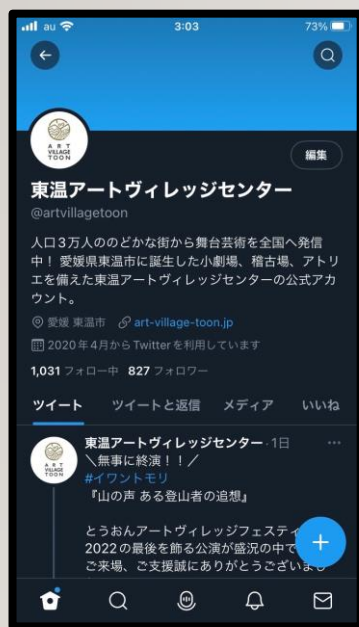 au 3:03 73%
ART
VILLAGE
TOON
編集
東温アートヴィレッジセンター
@artvillagetoon
人口3万人ののどかな街から舞台芸術を全国へ発信
中！愛媛県東温市に誕生した小劇場、稽古場、アトリ
エを備えた東温アートヴィレッジセンターの公式アカ
ウント。
愛媛 東温市 art-village-toon.jp
2020年4月からTwitterを利用しています
1,031 フォロー中 827 フォロワー
ツイート ツイートと返信 メディア いいね
ART
VILLAGE
TOON
東温アートヴィレッジセンター · 1日 …
＼無事に終演！！／
#イワントモリ
『山の声 ある登山者の追想』
とうおんアートヴィレッジフェスティ
2022の最後を飾る公演が盛況の中で
ご来場、ご支援誠にありがとうございまし